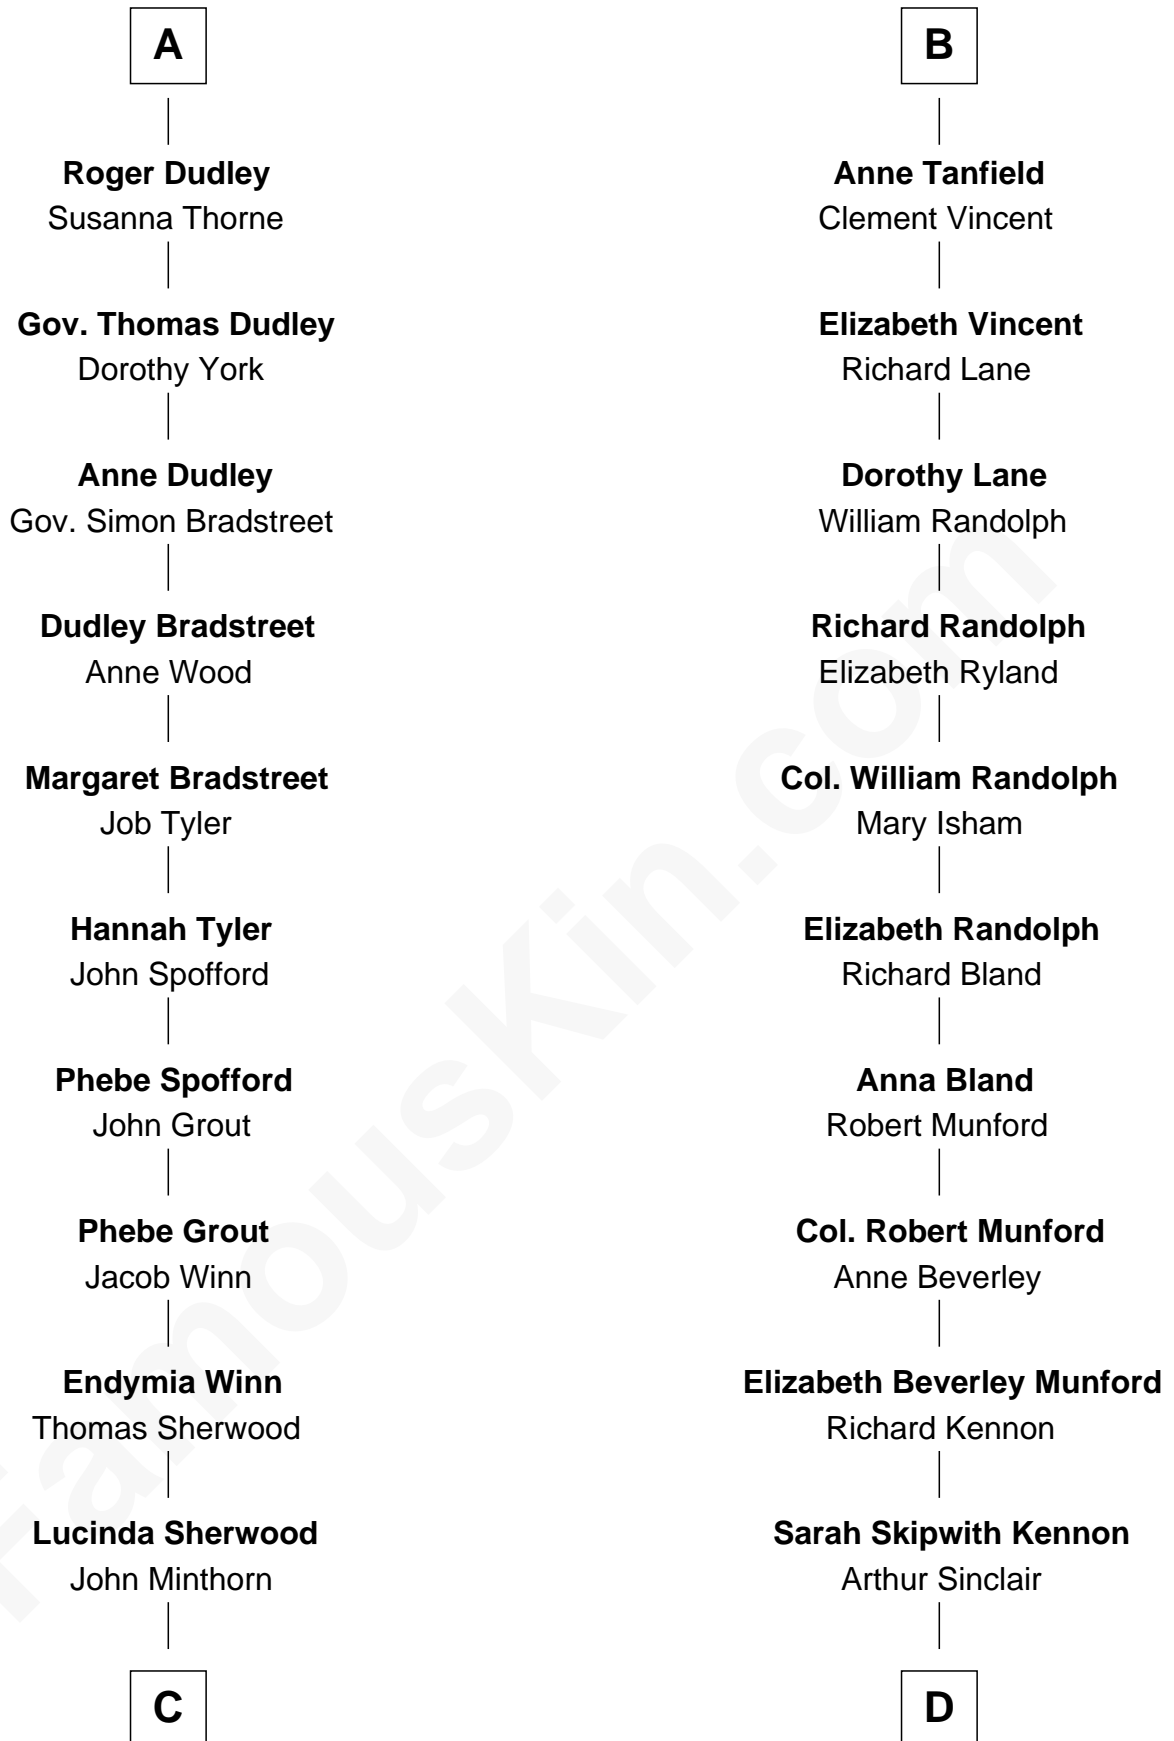 A
Roger Dudley
Susanna Thorne
Gov. Thomas Dudley
Dorothy York
Anne Dudley
Gov. Simon Bradstreet
Dudley Bradstreet
Anne Wood
Margaret Bradstreet
Job Tyler
Hannah Tyler
John Spofford
Phebe Spofford
John Grout
Phebe Grout
Jacob Winn
Endymia Winn
Thomas Sherwood
Lucinda Sherwood
John Minthorn
C
B
Anne Tanfield
Clement Vincent
Elizabeth Vincent
Richard Lane
Dorothy Lane
William Randolph
Richard Randolph
Elizabeth Ryland
Col. William Randolph
Mary Isham
Elizabeth Randolph
Richard Bland
Anna Bland
Robert Munford
Col. Robert Munford
Anne Beverley
Elizabeth Beverley Munford
Richard Kennon
Sarah Skipwith Kennon
Arthur Sinclair
D
FamousKin.com